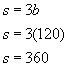 s = 3b
s = 3(120)
s = 360